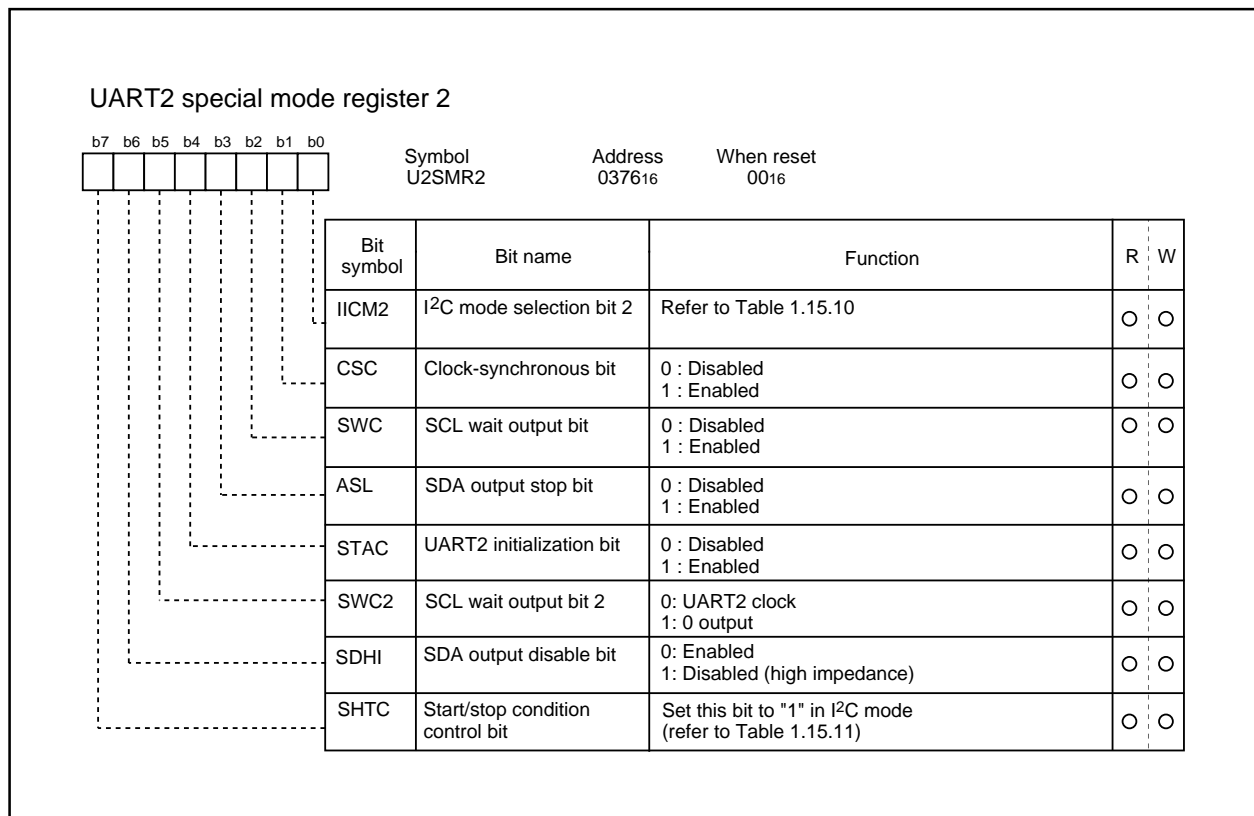 UART2 special mode register 2
b7 b6 b5 b4 b3 b2 b1 b0
Symbol Address When reset
U2SMR2 037616 0016
Bit symbol Bit name Function R W
IICM2 I2C mode selection bit 2 Refer to Table 1.15.10 O O
CSC Clock-synchronous bit 0 : Disabled
1 : Enabled O O
SWC SCL wait output bit 0 : Disabled O O
1 : Enabled
ASL SDA output stop bit 0 : Disabled
1 : Enabled O O
STAC UART2 initialization bit 0 : Disabled
1 : Enabled O O
SWC2 SCL wait output bit 2 0: UART2 clock
1: 0 output O O
SDHI SDA output disable bit 0: Enabled
1: Disabled (high impedance) O O
SHTC Start/stop condition control bit Set this bit to "1" in I2C mode
(refer to Table 1.15.11) O O